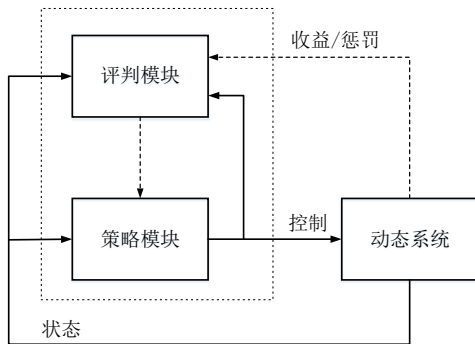 收益/惩罚
评判模块
策略模块
控制
动态系统
状态